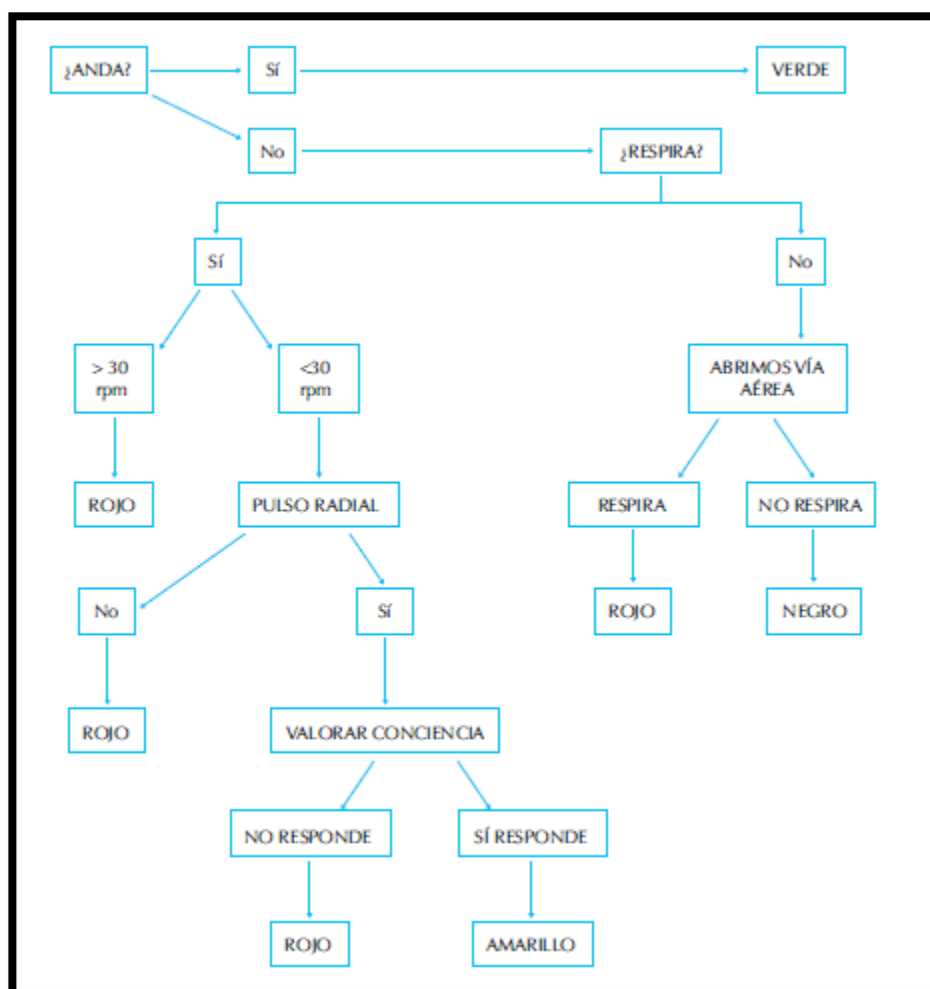 ¿ANDA?
Sí
VERDE
No
¿RESPIRA?
Sí
No
> 30
rpm
<30
rpm
ABRIMOS VÍA
AÉREA
ROJO
PULSO RADIAL
RESPIRA
NO RESPIRA
No
Sí
ROJO
NEGRO
ROJO
VALORAR CONCIENCIA
NO RESPONDE
SÍ RESPONDE
ROJO
AMARILLO